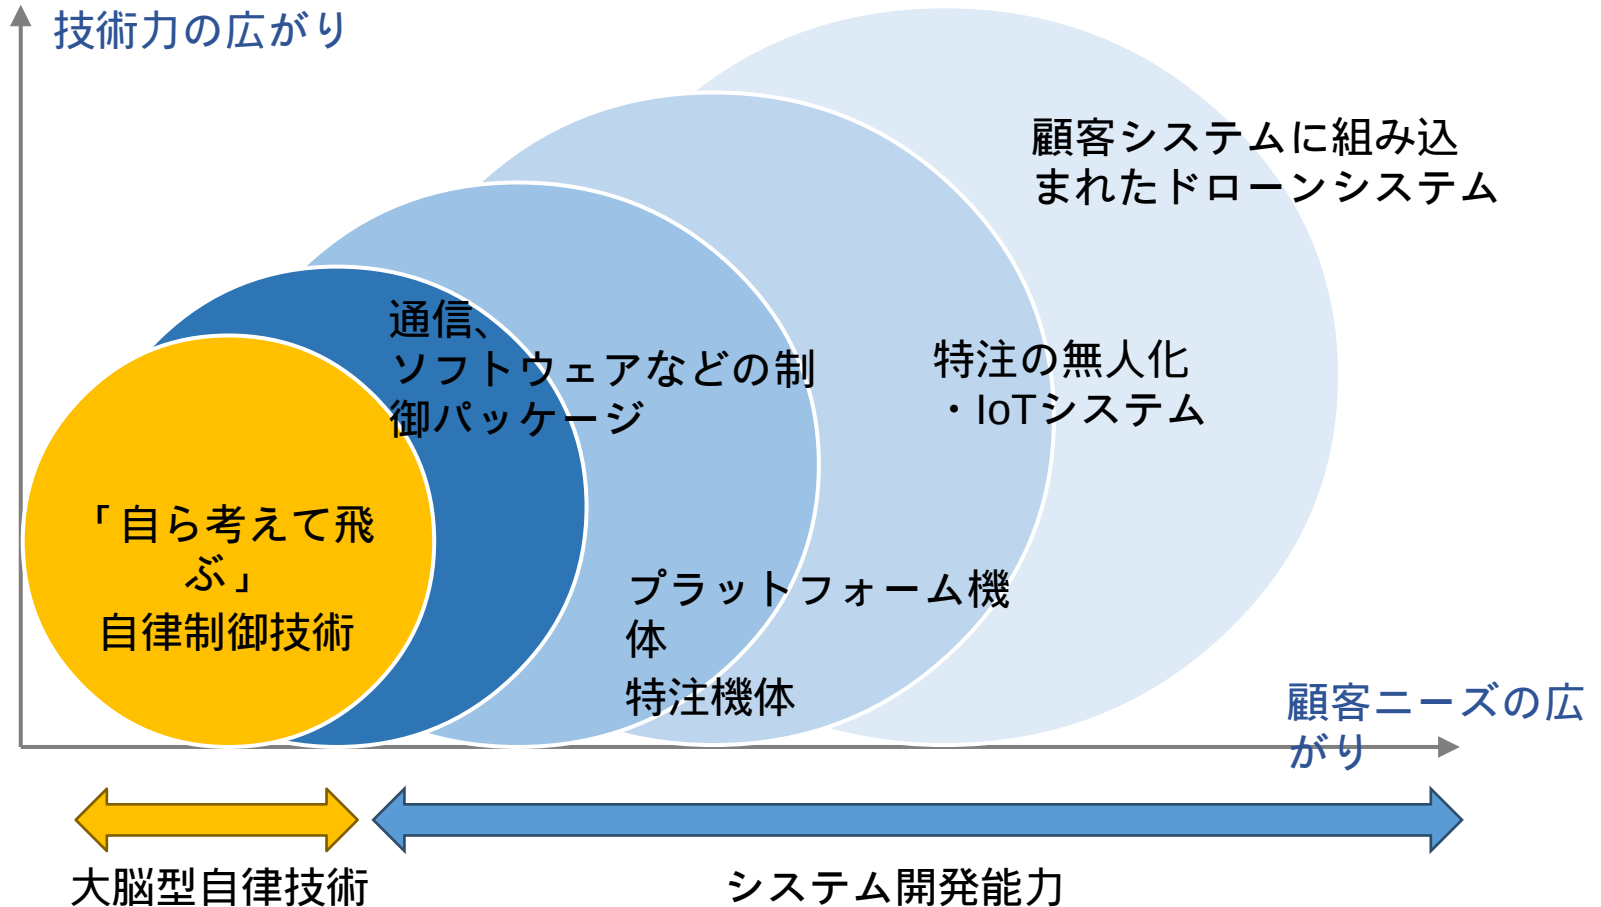 技術力の広がり
顧客システムに組み込
まれたドローンシステム
通信、
ソフトウェアなどの制
御パッケージ
特注の無人化
・IoTシステム
「自ら考えて飛
ぶ」
自律制御技術
プラットフォーム機
体
特注機体
顧客ニーズの広
がり
大脳型自律技術
システム開発能力